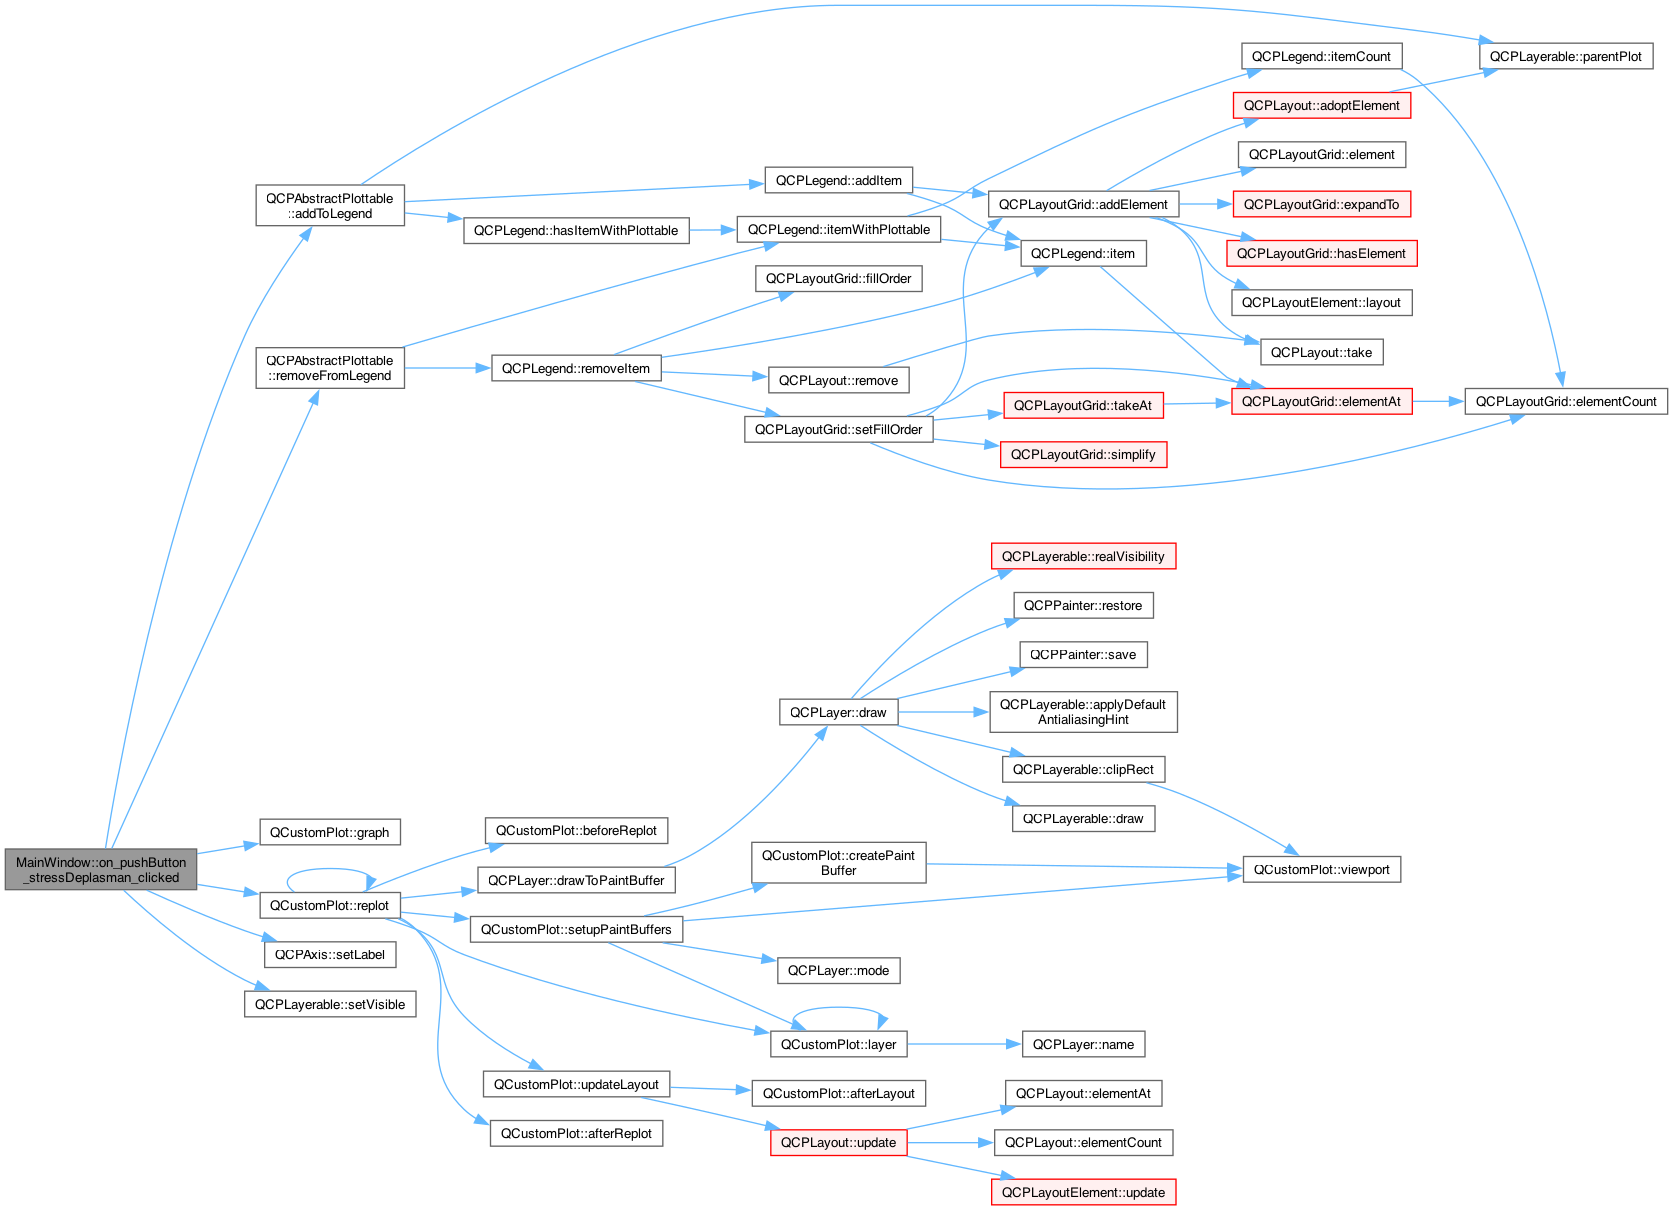 MainWindow::on_pushButton
_stressDeplasman_clicked
QCPAbstractPlottable
::addToLegend
QCPAbstractPlottable
::removeFromLegend
QCustomPlot::graph
QCustomPlot::replot
QCPAxis::setLabel
QCPLayerable::setVisible
QCPLegend::hasItemWithPlottable
QCPLegend::removeItem
QCustomPlot::beforeReplot
QCPLayer::drawToPaintBuffer
QCustomPlot::setupPaintBuffers
QCustomPlot::updateLayout
QCustomPlot::afterReplot
QCPLegend::addItem
QCPLegend::itemWithPlottable
QCPLayoutGrid::fillOrder
QCPLayout::remove
QCPLayoutGrid::setFillOrder
QCPLayer::draw
QCustomPlot::createPaint
Buffer
QCPLayer::mode
QCustomPlot::layer
QCustomPlot::afterLayout
QCPLayout::update
QCPLayoutGrid::addElement
QCPLegend::item
QCPLayoutGrid::takeAt
QCPLayoutGrid::simplify
QCPLayerable::realVisibility
QCPPainter::restore
QCPPainter::save
QCPLayerable::applyDefault
AntialiasingHint
QCPLayerable::clipRect
QCPLayerable::draw
QCPLayer::name
QCPLayout::elementAt
QCPLayout::elementCount
QCPLayoutElement::update
QCPLegend::itemCount
QCPLayout::adoptElement
QCPLayoutGrid::element
QCPLayoutGrid::expandTo
QCPLayoutGrid::hasElement
QCPLayoutElement::layout
QCPLayout::take
QCPLayoutGrid::elementAt
QCustomPlot::viewport
QCPLayerable::parentPlot
QCPLayoutGrid::elementCount